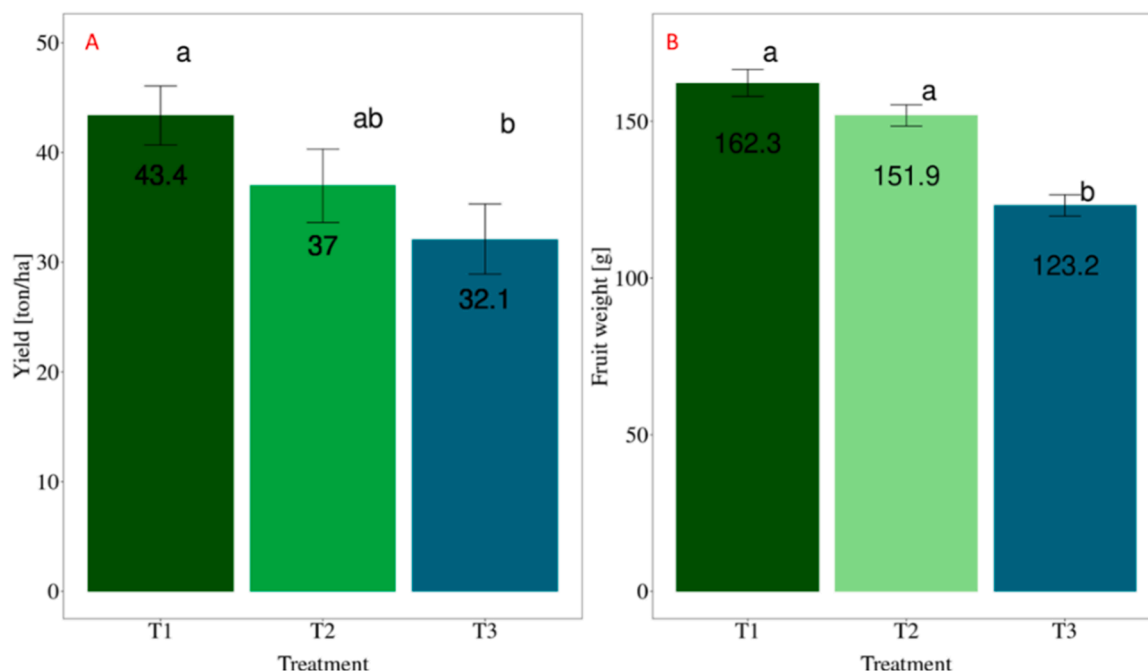 A
Yield [ton/ha]
50
40
30
20
10
0
a
ab
b
43.4
37
32.1
T1 T2 T3
Treatment
B
Fruit weight [g]
150
100
50
0
a
a
b
162.3
151.9
123.2
T1 T2 T3
Treatment